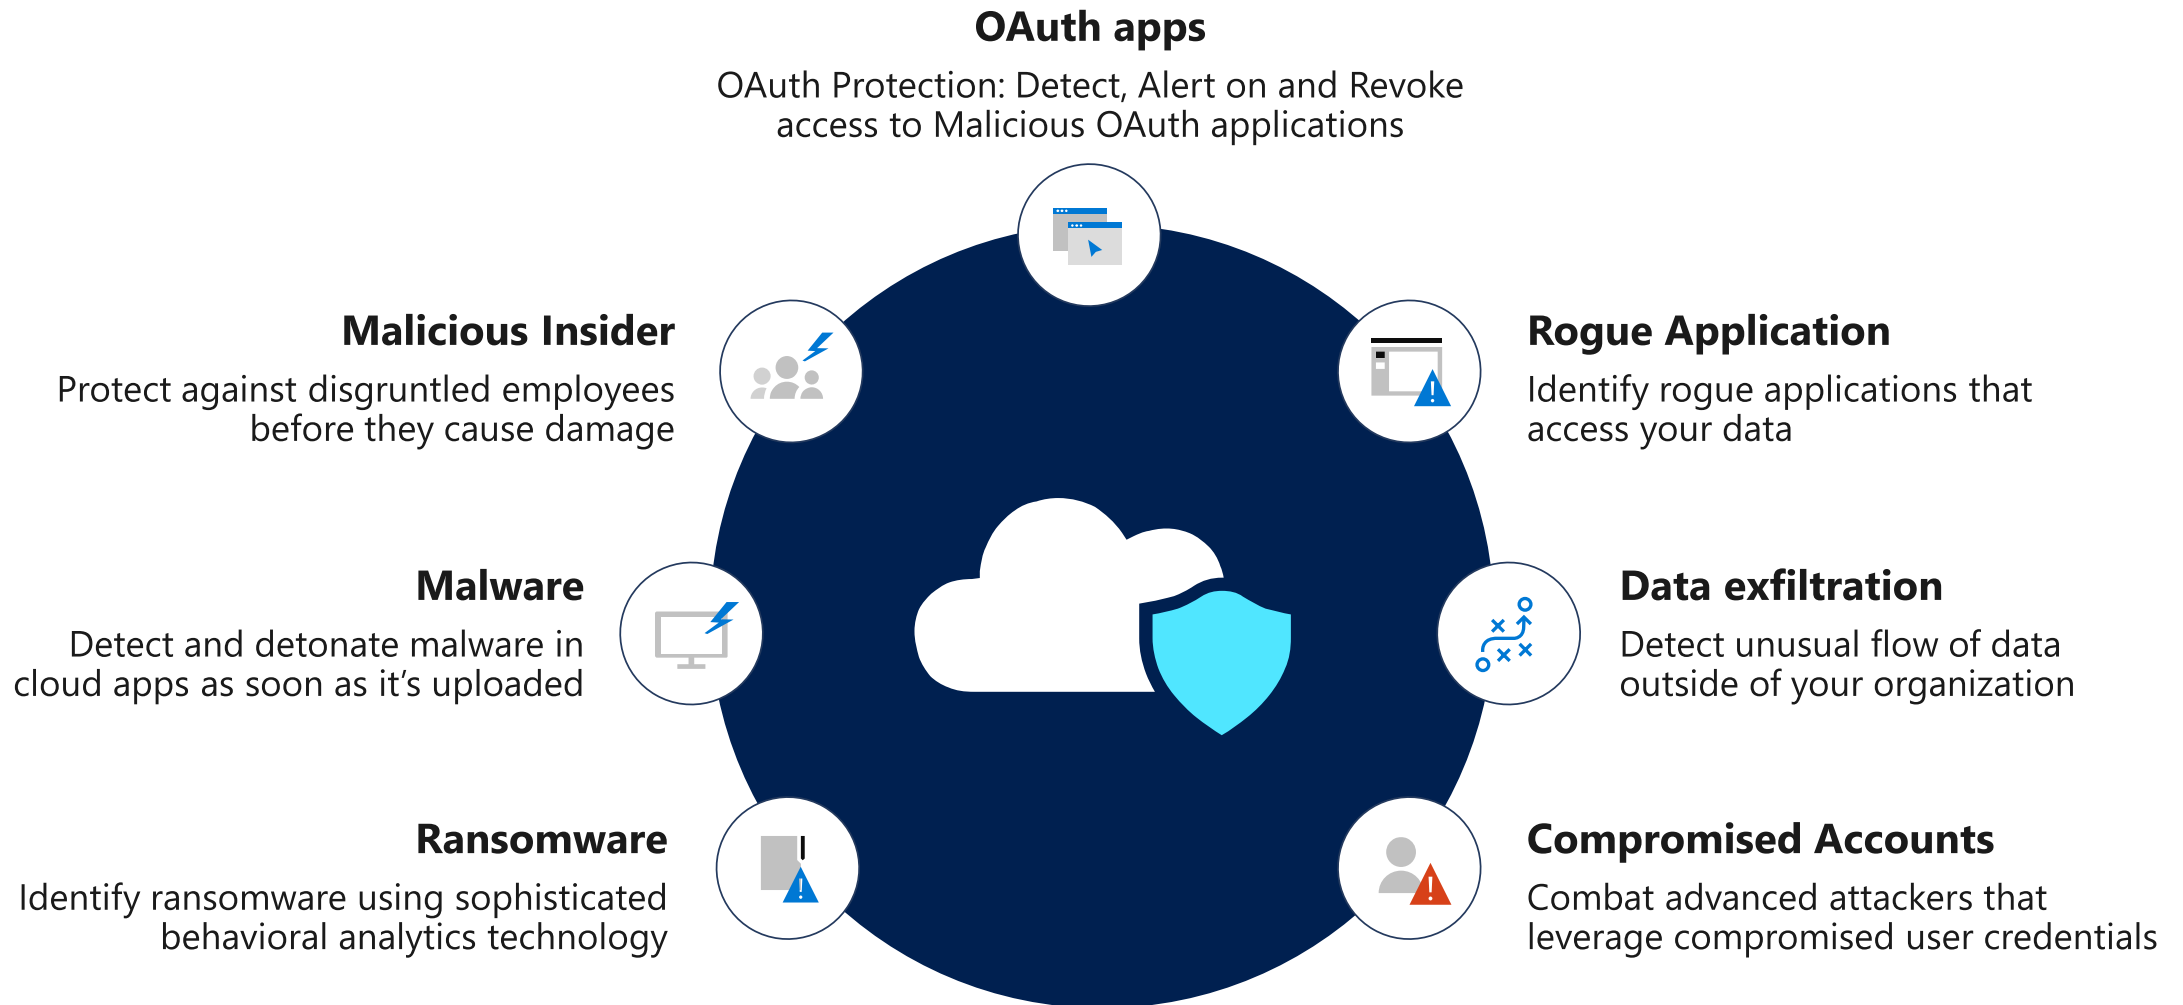 OAuth apps
OAuth Protection: Detect, Alert on and Revoke
access to Malicious OAuth applications
Malicious Insider
Protect against disgruntled employees
before they cause damage
Rogue Application
Identify rogue applications that
access your data
Malware
Detect and detonate malware in
cloud apps as soon as it’s uploaded
Data exfiltration
Detect unusual flow of data
outside of your organization
Ransomware
Identify ransomware using sophisticated
behavioral analytics technology
Compromised Accounts
Combat advanced attackers that
leverage compromised user credentials